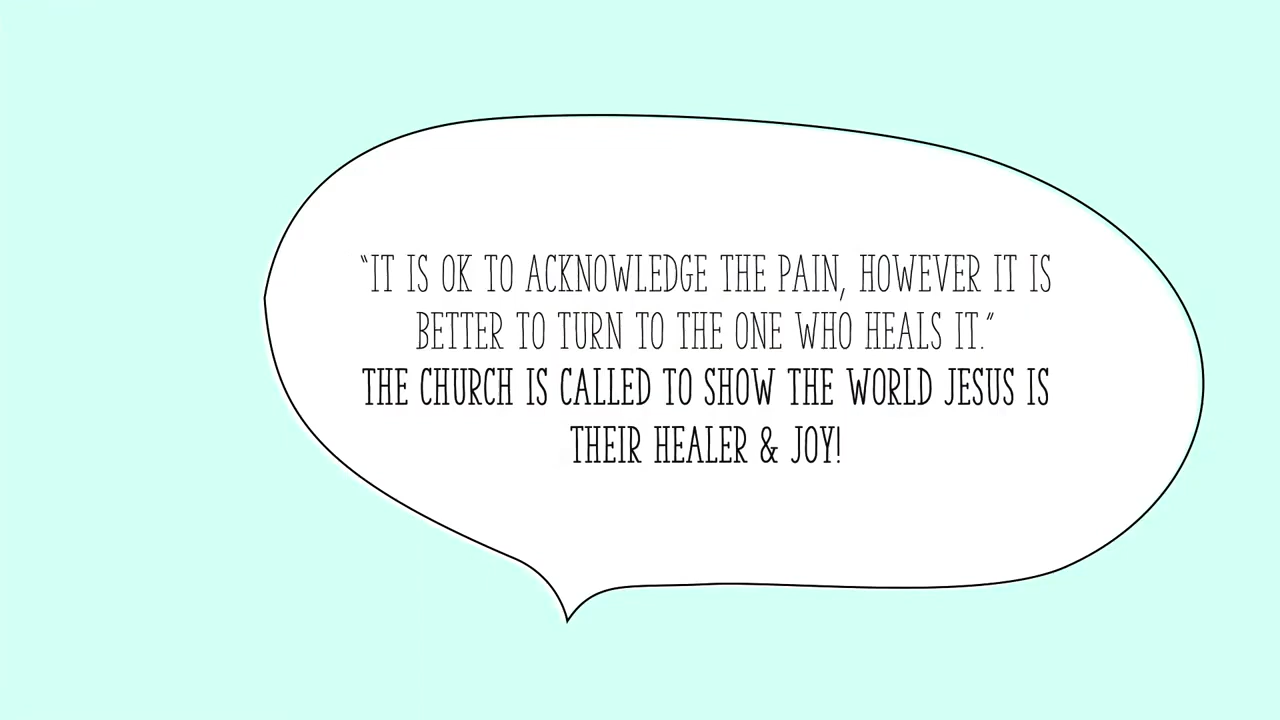 “IT IS OK TO ACKNOWLEDGE THE PAIN, HOWEVER IT IS
BETTER TO TURN TO THE ONE WHO HEALS IT.”
THE CHURCH IS CALLED TO SHOW THE WORLD JESUS IS
THEIR HEALER & JOY!